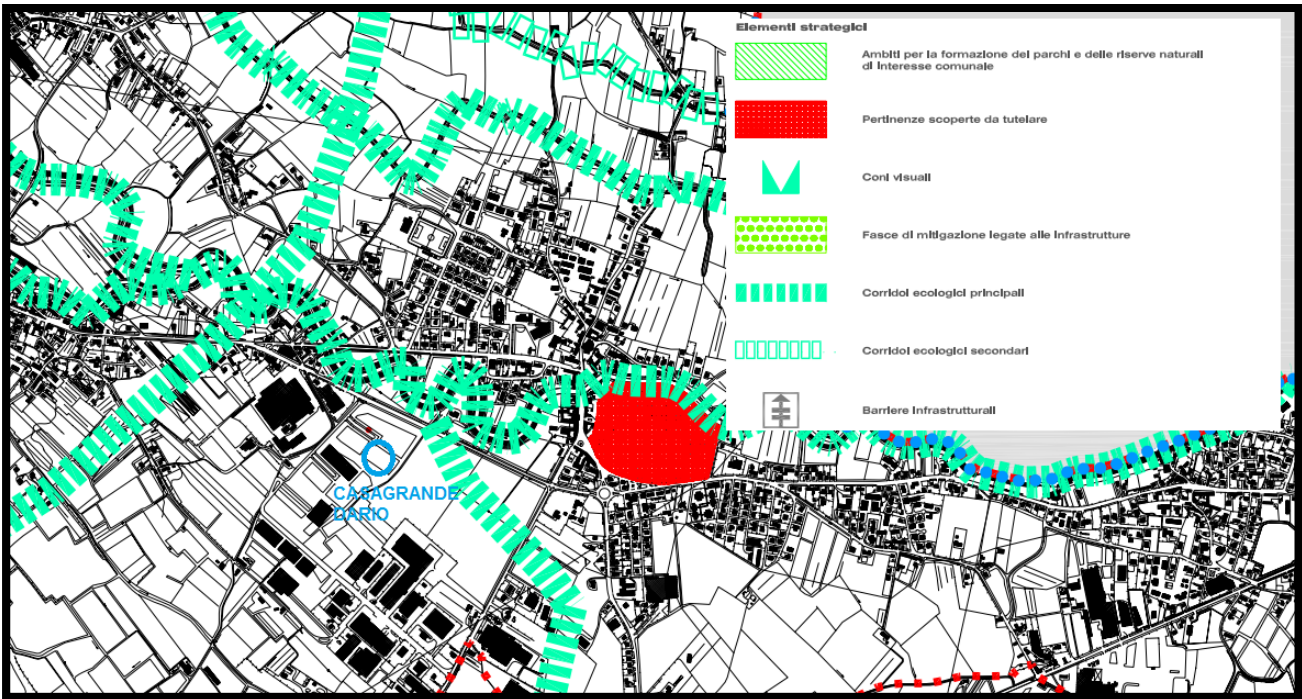 Elementi strategici
Ambiti per la formazione dei parchi e delle riserve naturali
di interesse comunale
Pertinenze scoperte da tutelare
Coni visuali
Fasce di mitigazione legate alle infrastrutture
Corridoi ecologici principali
Corridoi ecologici secondari
Barriere infrastrutturali
CASAGRANDE
DARIO